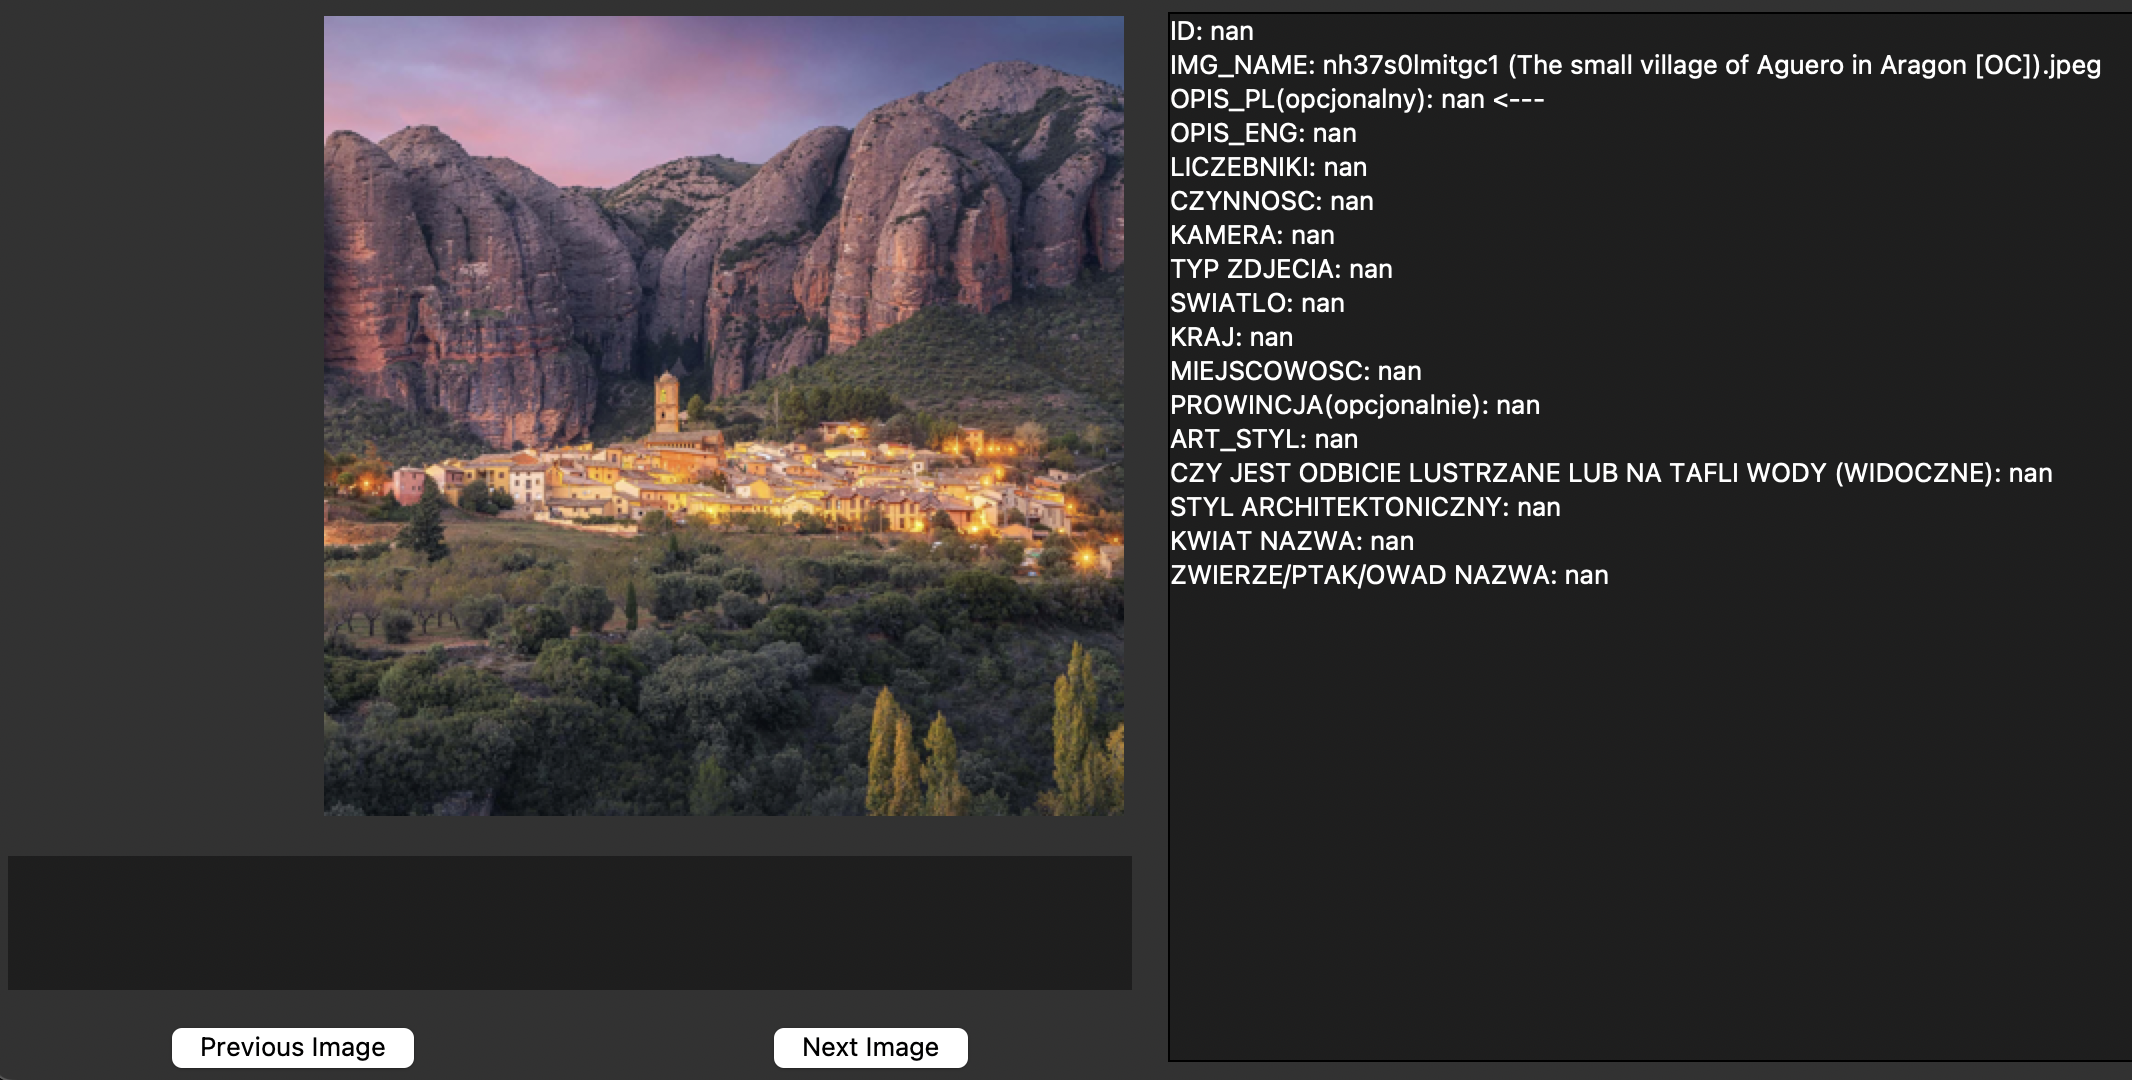 ID: nan
IMG_NAME: nh37s0lmitgc1 (The small village of Aguero in Aragon [OC]).jpeg
OPIS_PL(opcjonalny): nan <---
OPIS_ENG: nan
LICZEBNIKI: nan
CZYNNOSC: nan
KAMERA: nan
TYP ZDJECIA: nan
SWIATLO: nan
KRAJ: nan
MIEJSCOWOSC: nan
PROWINCJA(opcjonalnie): nan
ART_STYL: nan
CZY JEST ODBICIE LUSTRZANE LUB NA TAFLI WODY (WIDOCZNE): nan
STYL ARCHITEKTONICZNY: nan
KWIAT NAZWA: nan
ZWIERZE/PTAK/OWAD NAZWA: nan
Previous Image
Next Image